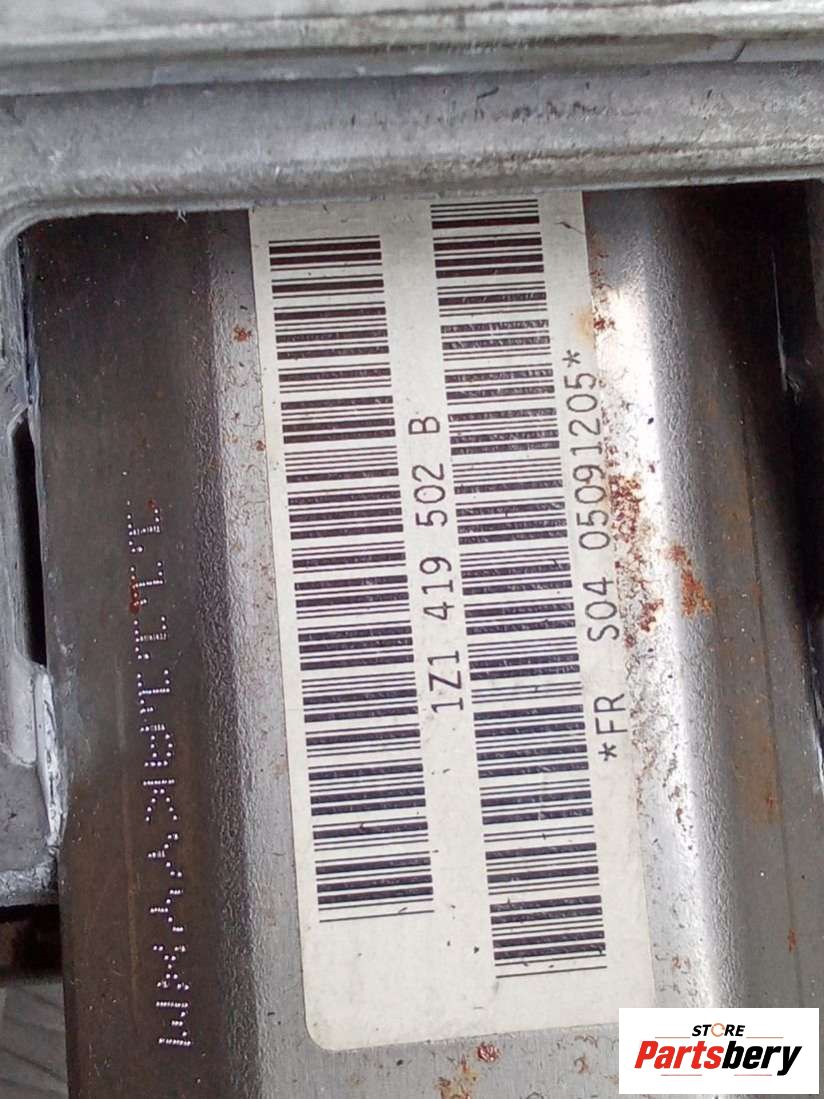 1Z1 419 502 B
*FR S04 05091205*
STORE
Partsbery